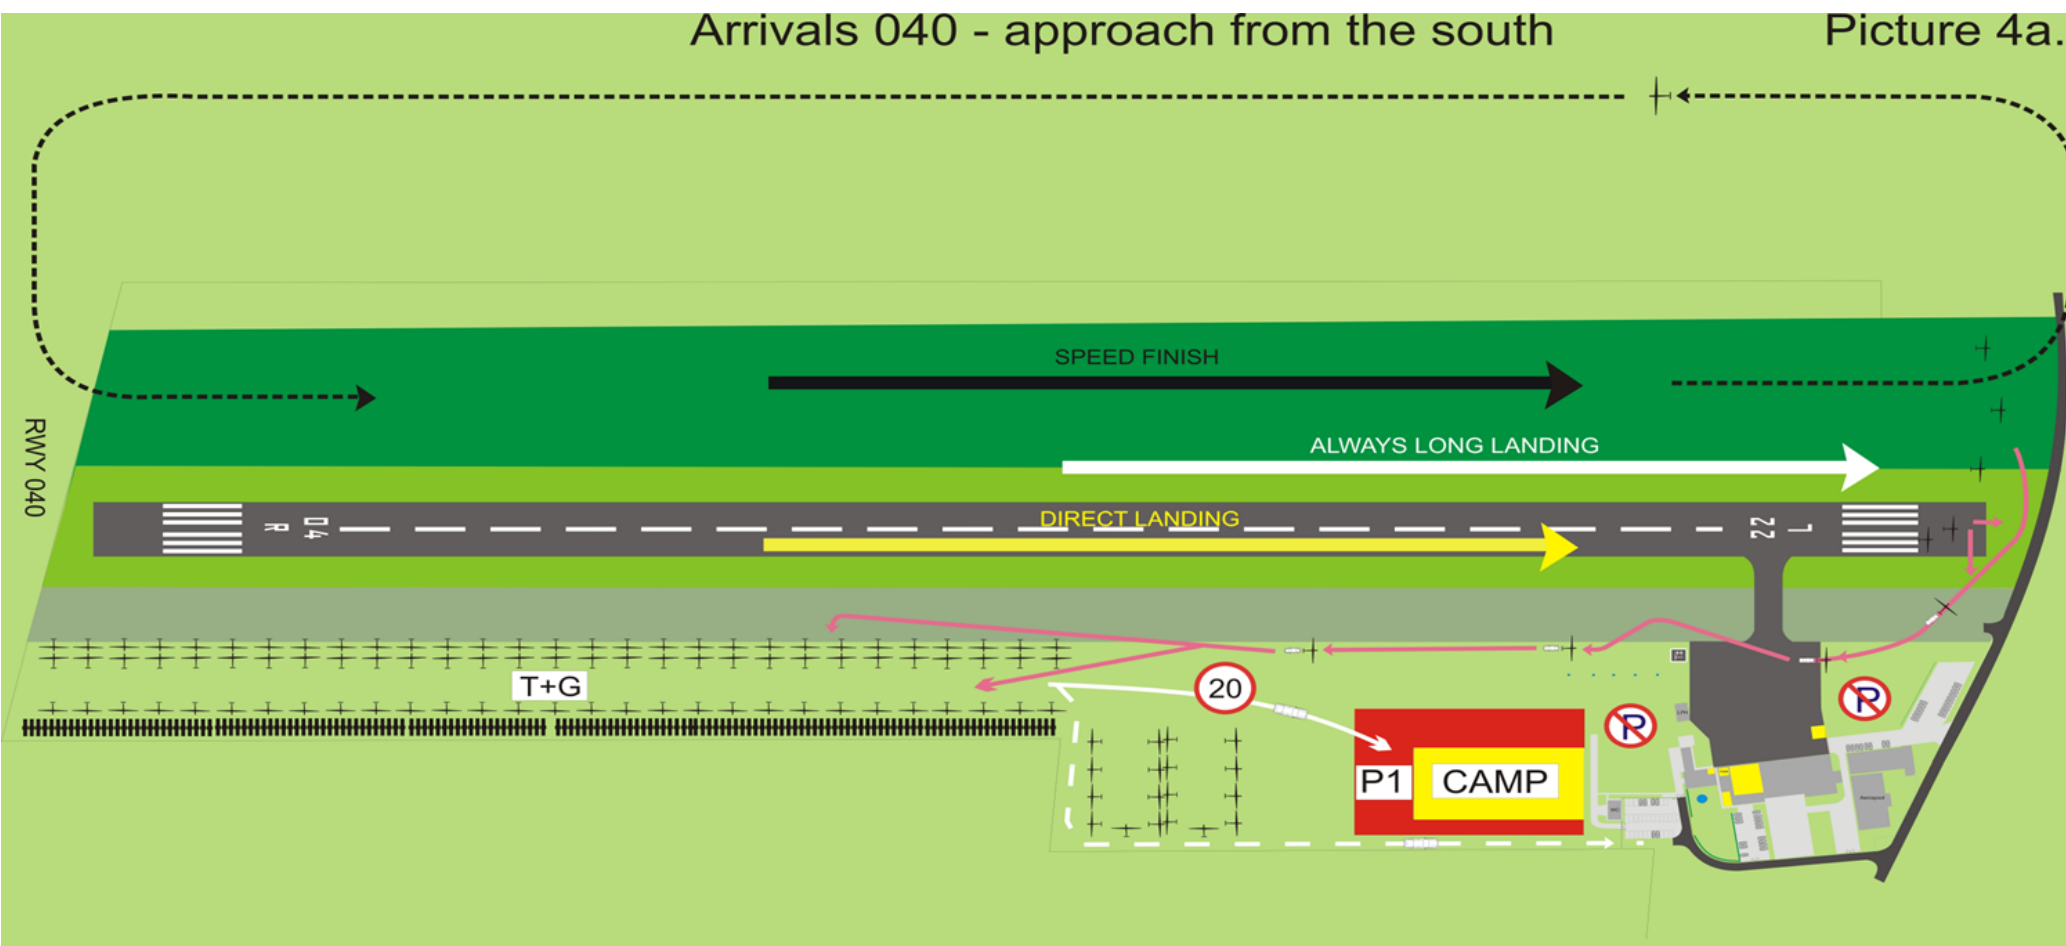 Arrivals 040 - approach from the south
Picture 4a.
SPEED FINISH
ALWAYS LONG LANDING
RWY 040
DIRECT LANDING
R
04
22
L
T+G
20
P
P
P1
CAMP